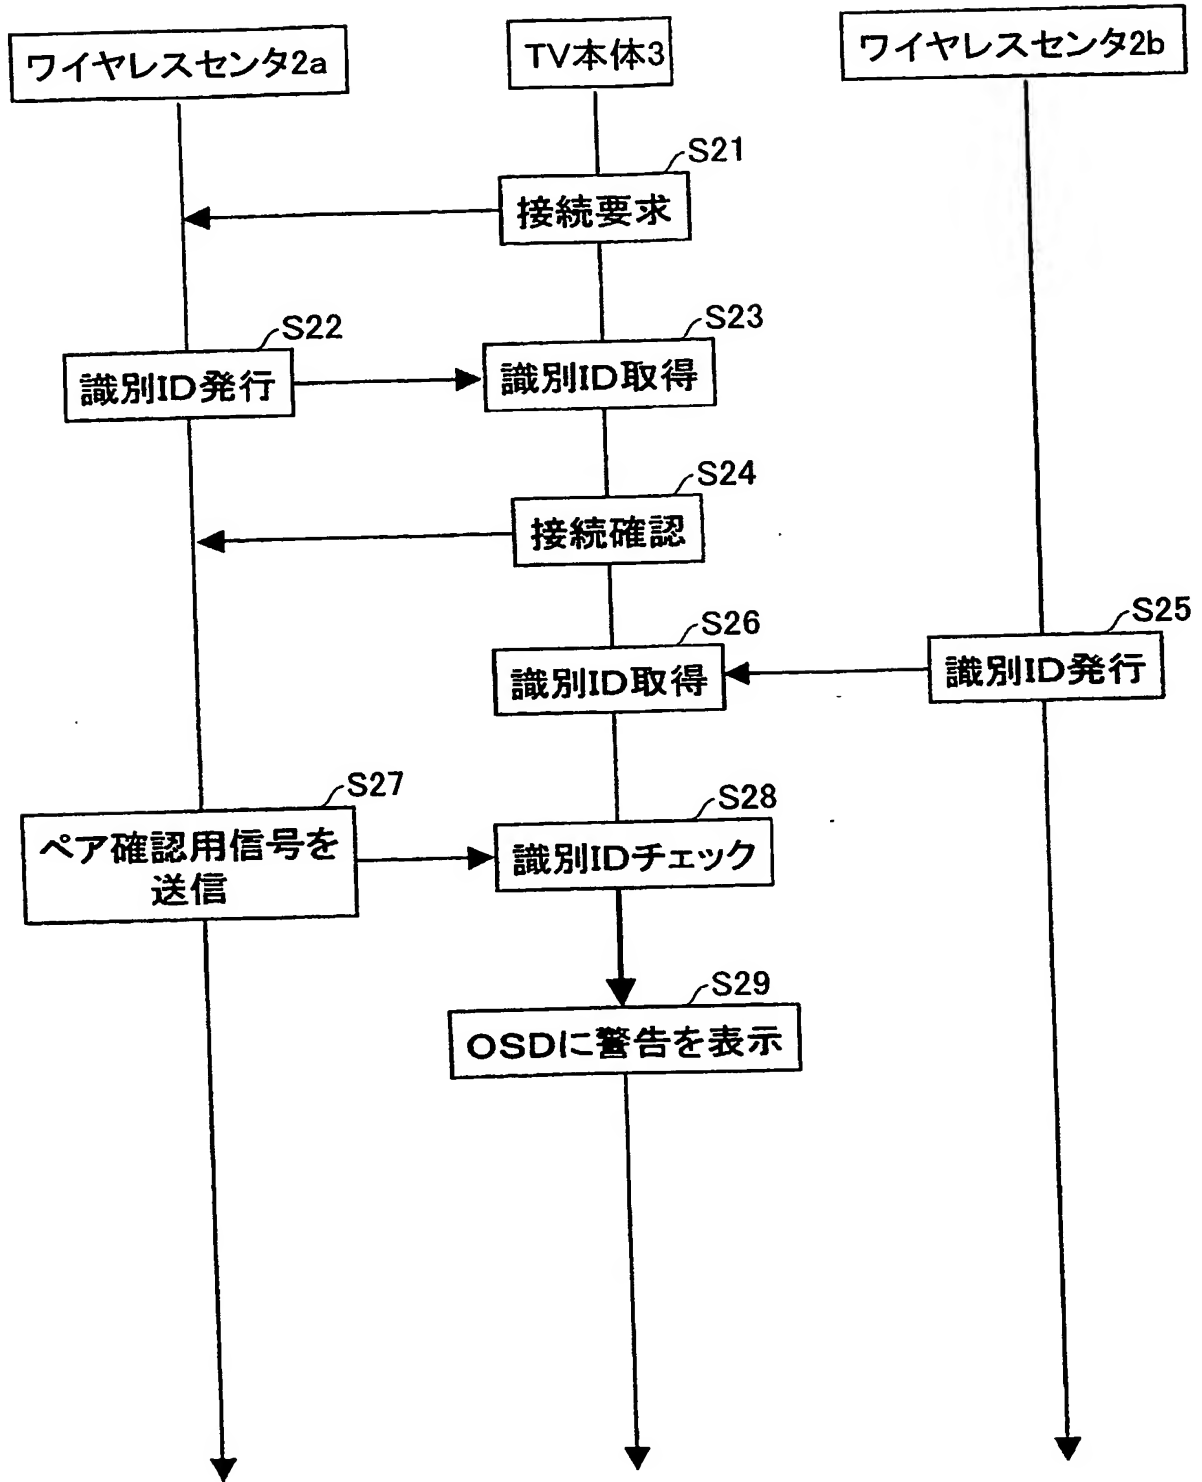 ワイヤレスセンタ2a
TV本体3
ワイヤレスセンタ2b
S21
接続要求
S22
識別ID発行
S23
識別ID取得
S24
接続確認
S25
識別ID発行
S26
識別ID取得
S27
ペア確認用信号を
送信
S28
識別IDチェック
S29
OSDに警告を表示